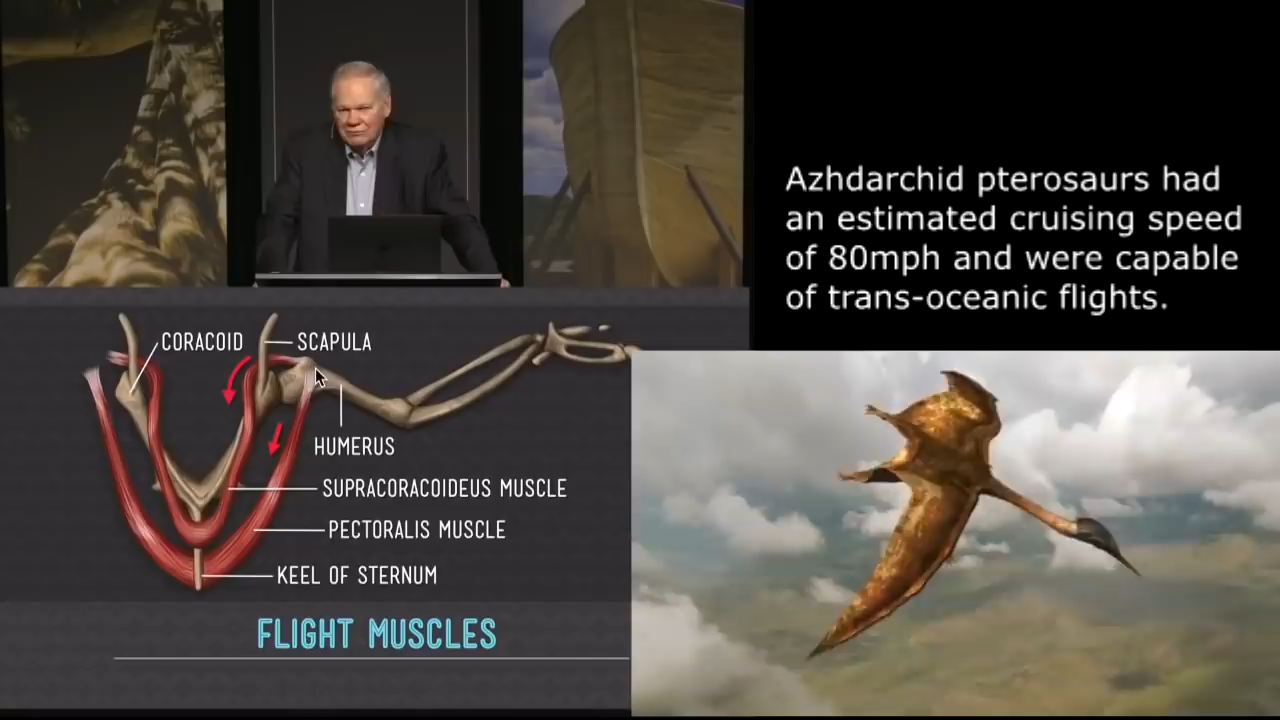 Azhdarchid pterosaurs had
an estimated cruising speed
of 80mph and were capable
of trans-oceanic flights.
CORACOID
SCAPULA
HUMERUS
SUPRACORACOIDEUS MUSCLE
PECTORALIS MUSCLE
KEEL OF STERNUM
FLIGHT MUSCLES